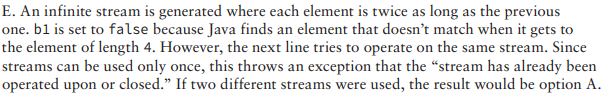 E. An infinite stream is generated where each element is twice as long as the previous
one. b1 is set to false because Java finds an element that doesn’t match when it gets to
the element of length 4. However, the next line tries to operate on the same stream. Since
streams can be used only once, this throws an exception that the “stream has already been
operated upon or closed.” If two different streams were used, the result would be option A.